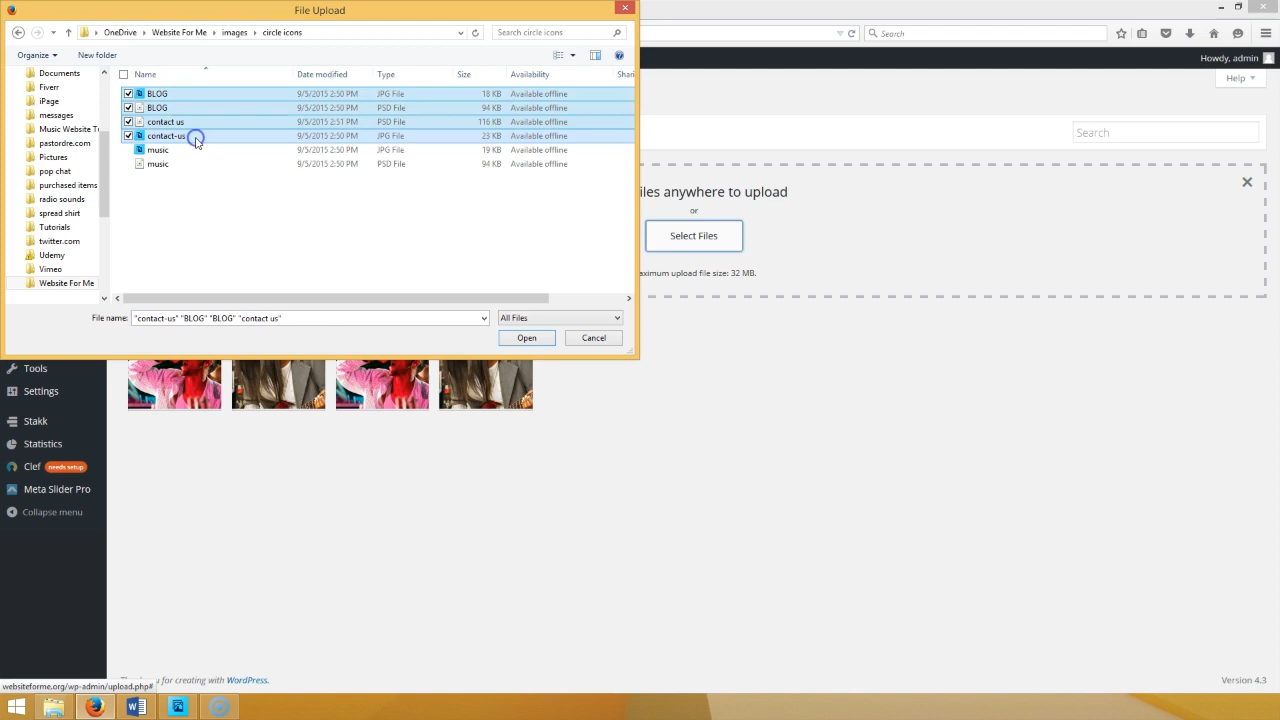 File Upload
OneDrive
Website For Me
images
circle icons
Search circle icons
Search
Organize
New folder
Howdy, admin
Help
Documents
Fiverr
iPage
messages
Music Website T
pastordre.com
Pictures
pop chat
purchased items
radio sounds
spread shirt
Tutorials
twitter.com
Udemy
Vimeo
Website For Me
Name Date modified Type Size Availability Shari
BLOG 9/5/2015 2:50 PM JPG File 18 KB Available offline
BLOG 9/5/2015 2:50 PM PSD File 94 KB Available offline
contact us 9/5/2015 2:51 PM PSD File 116 KB Available offline
contact-us 9/5/2015 2:50 PM JPG File 23 KB Available offline
music 9/5/2015 2:50 PM JPG File 19 KB Available offline
music 9/5/2015 2:50 PM PSD File 94 KB Available offline
File name: "contact-us" "BLOG" "BLOG" "contact us"
All Files
Open
Cancel
Search
iles anywhere to upload
or
Select Files
aximum upload file size: 32 MB.
Tools
Settings
Stakk
Statistics
Clef needs setup
Meta Slider Pro
Collapse menu
for creating with WordPress.
Version 4.3
websiteforme.org/wp-admin/upload.php#